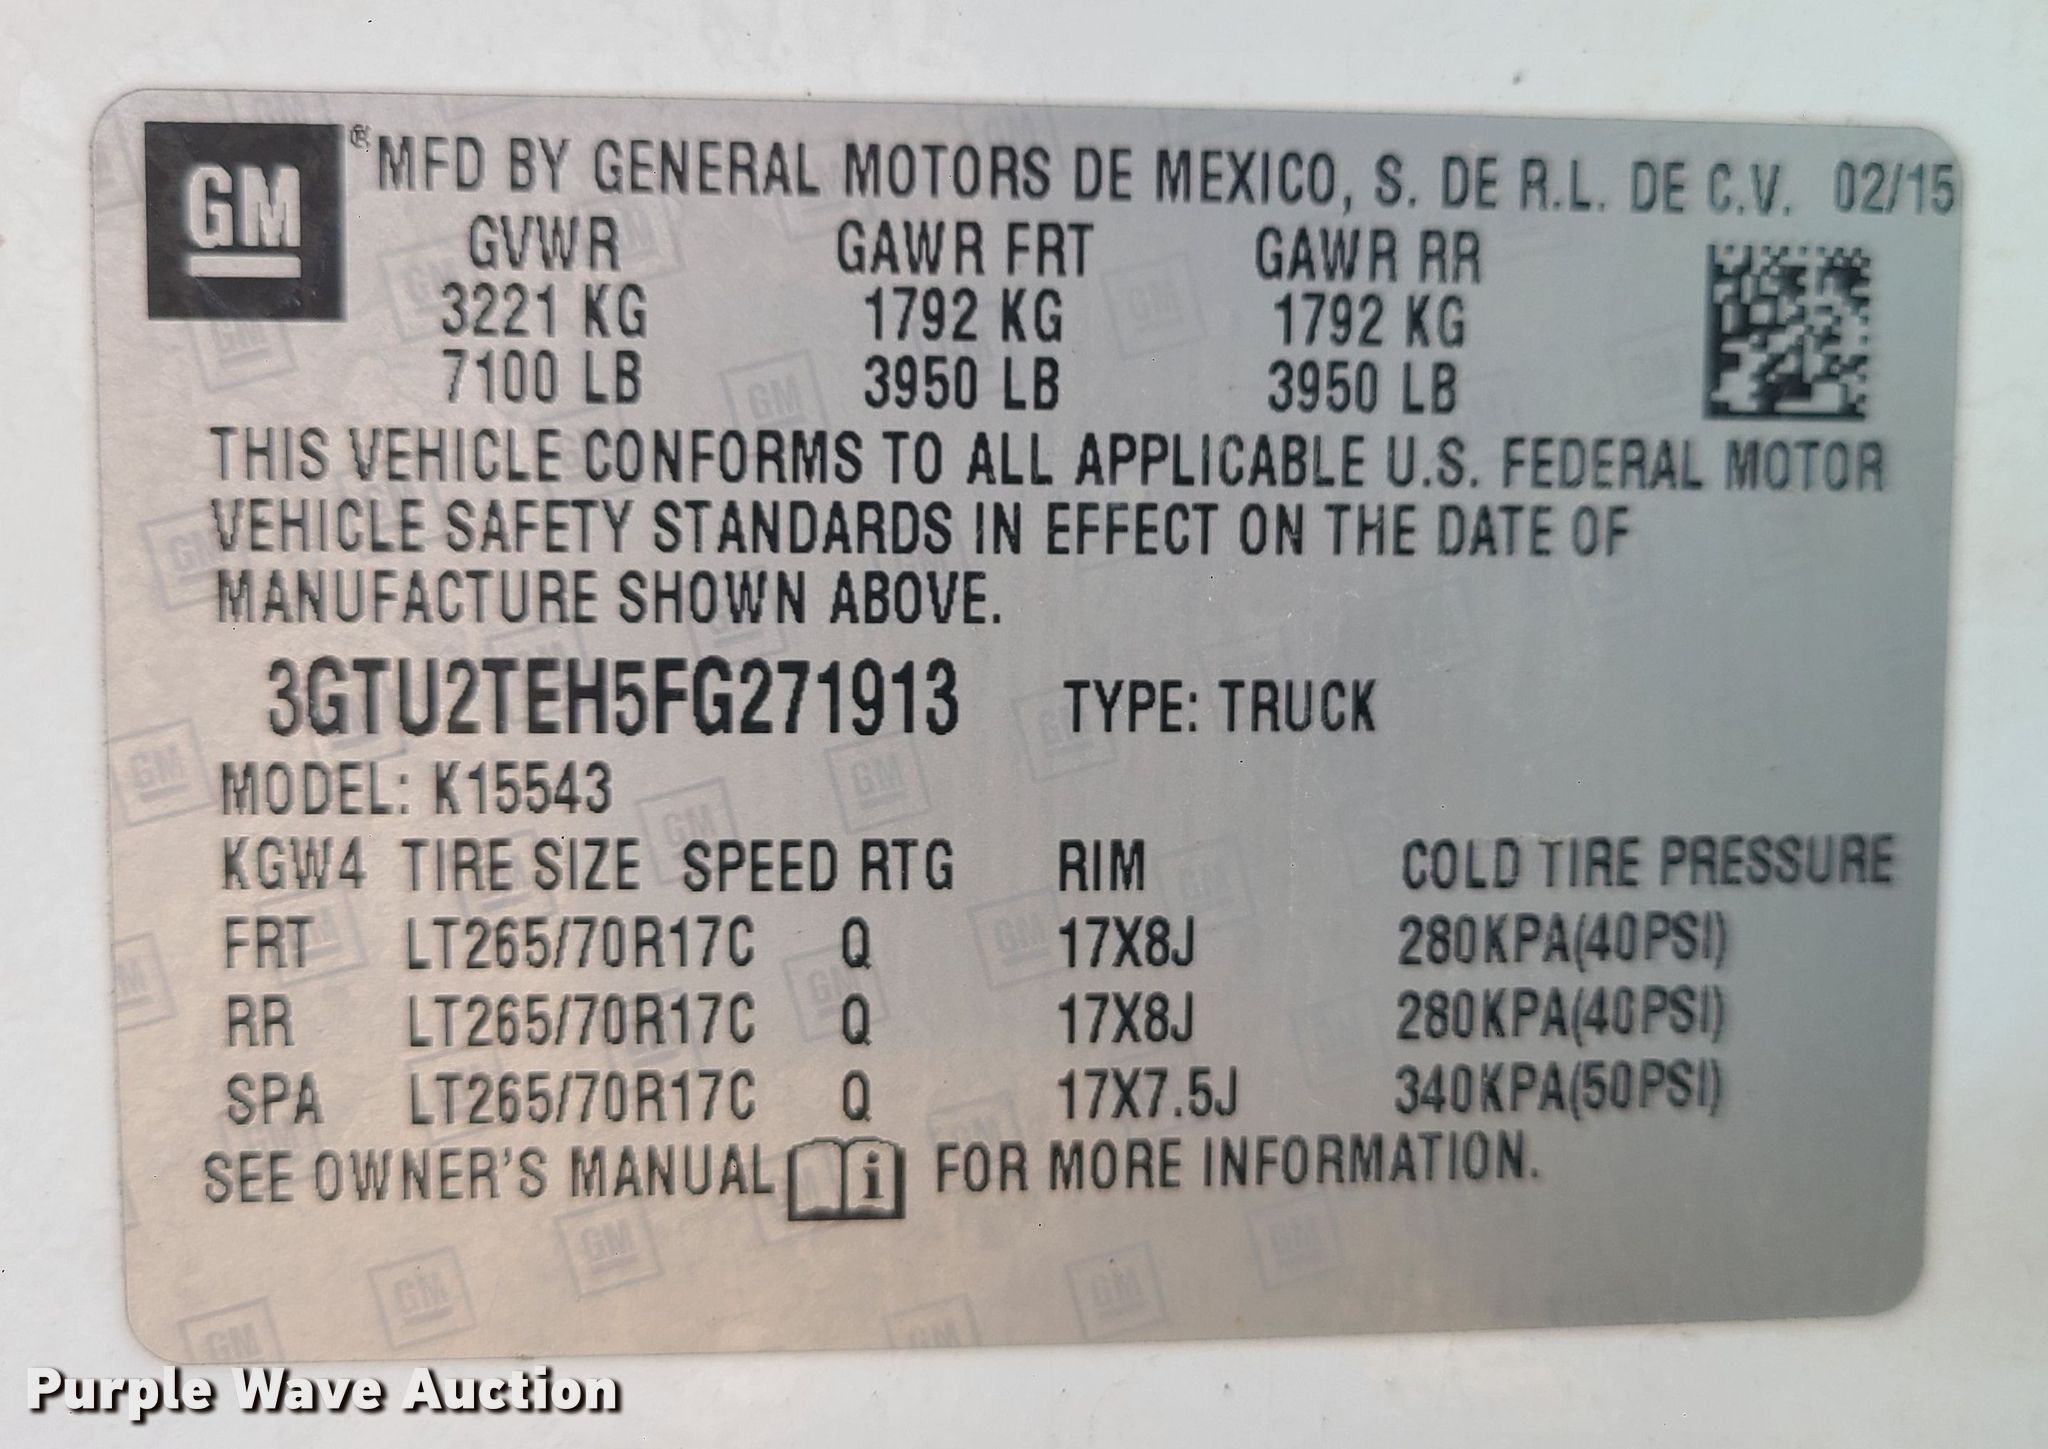 GM ® MFD BY GENERAL MOTORS DE MEXICO, S. DE R.L. DE C.V. 02/15
GVWR GAWR FRT GAWR RR
3221 KG 1792 KG 1792 KG
7100 LB 3950 LB 3950 LB
THIS VEHICLE CONFORMS TO ALL APPLICABLE U.S. FEDERAL MOTOR
VEHICLE SAFETY STANDARDS IN EFFECT ON THE DATE OF
MANUFACTURE SHOWN ABOVE.
3GTU2TEH5FG271913 TYPE: TRUCK
MODEL: K15543
KGW4 TIRE SIZE SPEED RTG RIM COLD TIRE PRESSURE
FRT LT265/70R17C Q 17X8J 280KPA(40PSI)
RR LT265/70R17C Q 17X8J 280KPA(40PSI)
SPA LT265/70R17C Q 17X7.5J 340KPA(50PSI)
SEE OWNER'S MANUAL i FOR MORE INFORMATION.
Purple Wave Auction